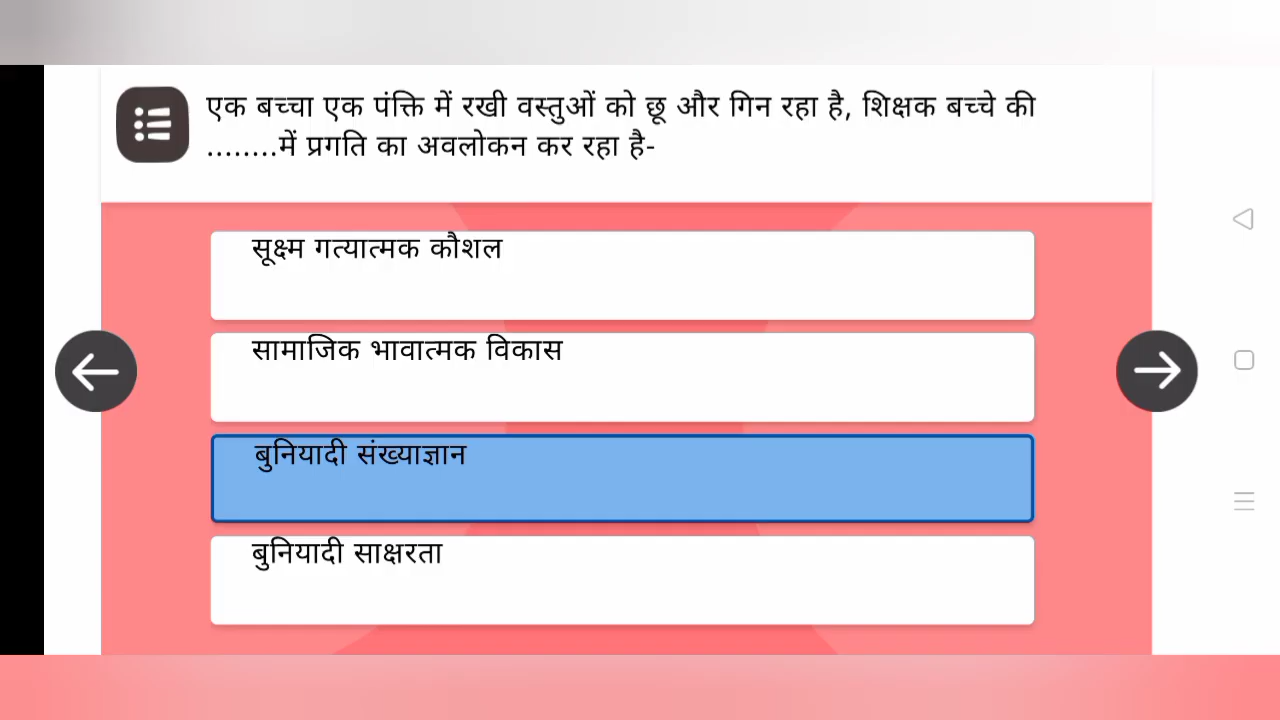 एक बच्चा एक पंक्ति में रखी वस्तुओं को छू और गिन रहा है, शिक्षक बच्चे की
........में प्रगति का अवलोकन कर रहा है-
सूक्ष्म गत्यात्मक कौशल
सामाजिक भावात्मक विकास
बुनियादी संख्याज्ञान
बुनियादी साक्षरता